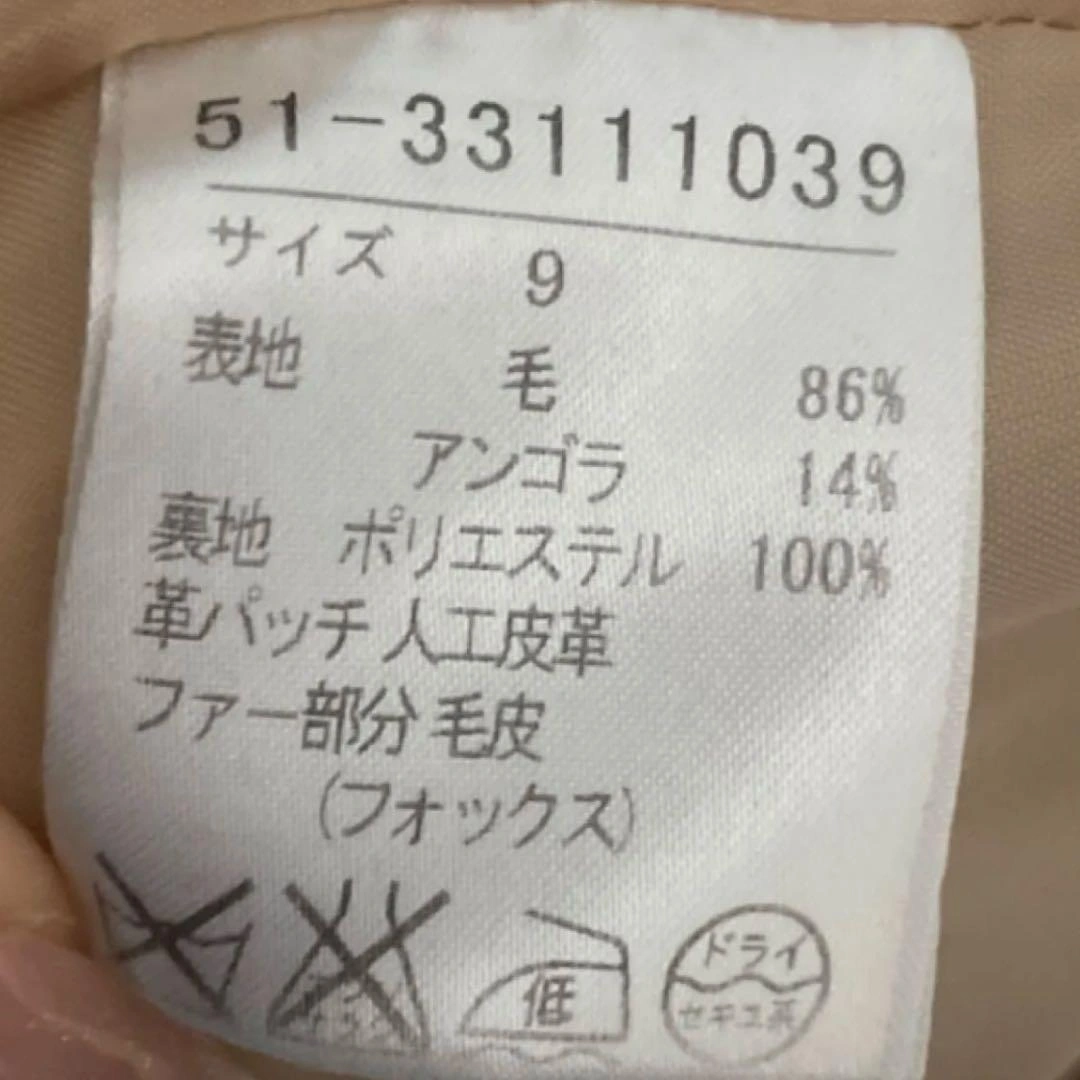 51-33111039
サイズ 9
表地 毛 86%
アンゴラ 14%
裏地 ポリエステル 100%
革パッチ 人工皮革
ファー部分 毛皮
(フォックス)
低
ドライ
セキユ系